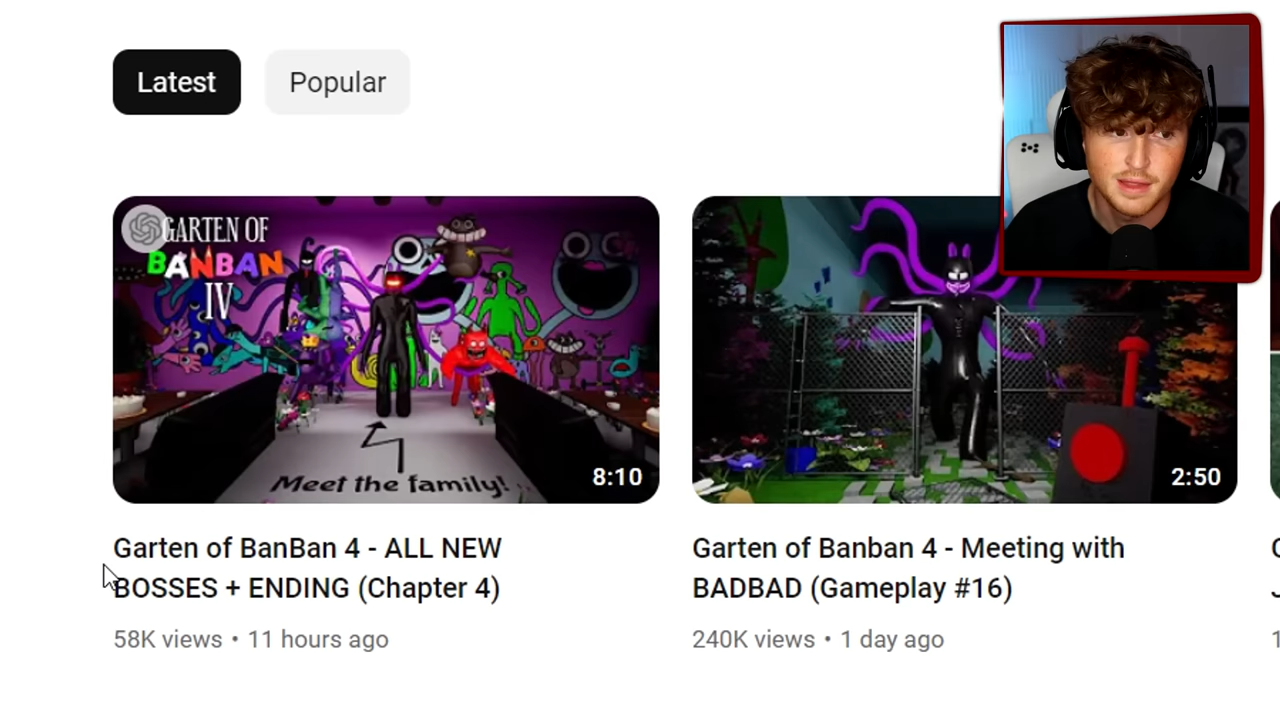 Latest
Popular
GARTEN OF
BANBAN
IV
Meet the family!
8:10
2:50
Garten of BanBan 4 - ALL NEW
BOSSES + ENDING (Chapter 4)
58K views • 11 hours ago
Garten of Banban 4 - Meeting with
BADBAD (Gameplay #16)
240K views • 1 day ago